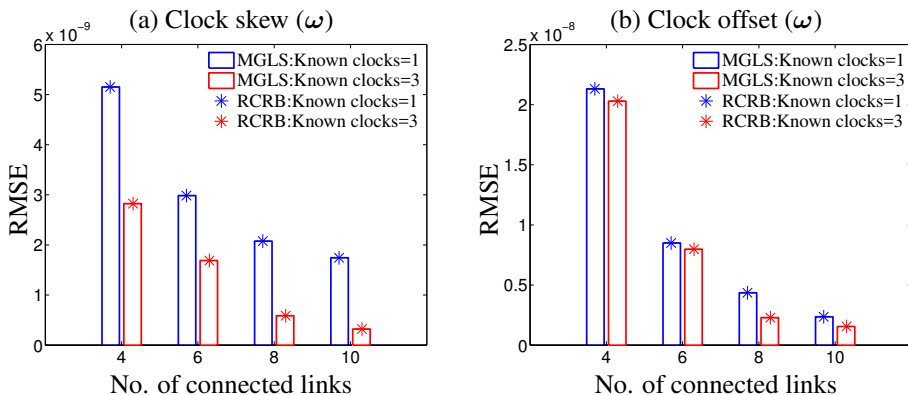 (a) Clock skew (ω)
x 10⁻⁹
6
5
4
3
2
1
0
RMSE
MGLS:Known clocks=1
MGLS:Known clocks=3
RCRB:Known clocks=1
RCRB:Known clocks=3
4 6 8 10
No. of connected links
(b) Clock offset (ω)
x 10⁻⁸
2.5
2
1.5
1
0.5
0
RMSE
MGLS:Known clocks=1
MGLS:Known clocks=3
RCRB:Known clocks=1
RCRB:Known clocks=3
4 6 8 10
No. of connected links